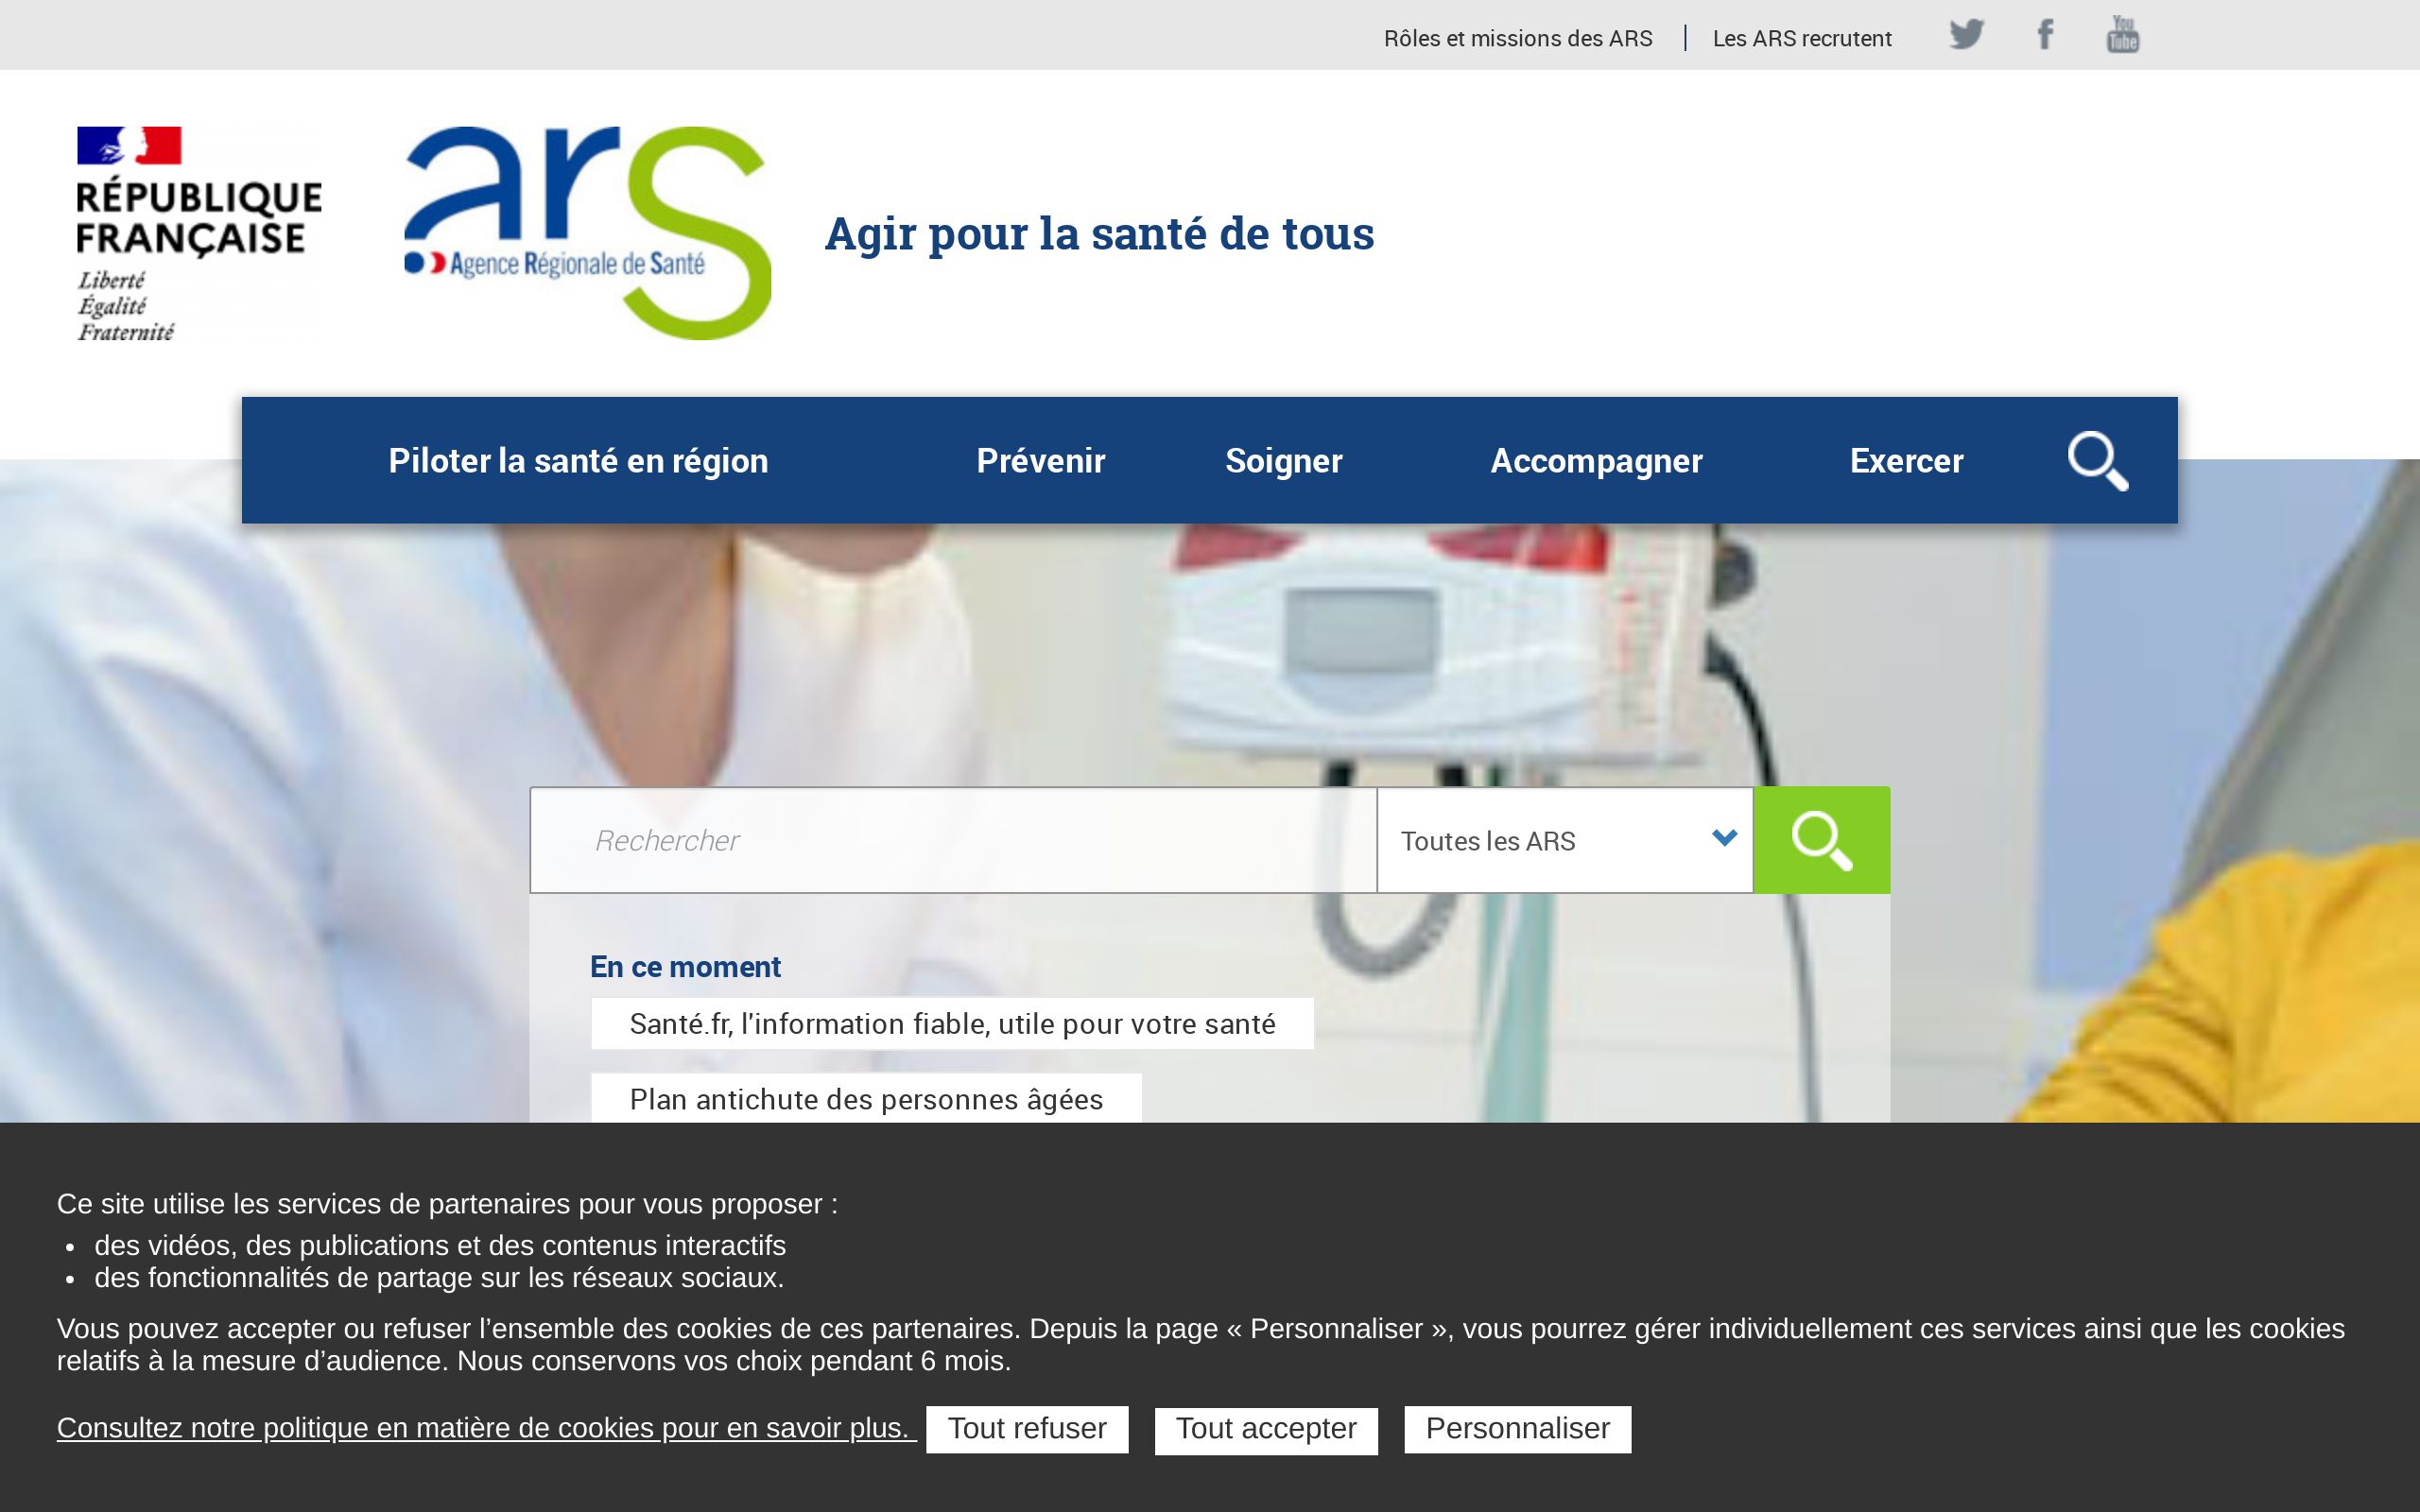 Rôles et missions des ARS
Les ARS recrutent
You
Tube
RÉPUBLIQUE
FRANÇAISE
Liberté
Égalité
Fraternité
ars
Agence Régionale de Santé
Agir pour la santé de tous
Piloter la santé en région
Prévenir
Soigner
Accompagner
Exercer
Rechercher
Toutes les ARS
En ce moment
Santé.fr, l'information fiable, utile pour votre santé
Plan antichute des personnes âgées
Ce site utilise les services de partenaires pour vous proposer :
• des vidéos, des publications et des contenus interactifs
• des fonctionnalités de partage sur les réseaux sociaux.
Vous pouvez accepter ou refuser l’ensemble des cookies de ces partenaires. Depuis la page « Personnaliser », vous pourrez gérer individuellement ces services ainsi que les cookies
relatifs à la mesure d’audience. Nous conservons vos choix pendant 6 mois.
Consultez notre politique en matière de cookies pour en savoir plus.
Tout refuser
Tout accepter
Personnaliser